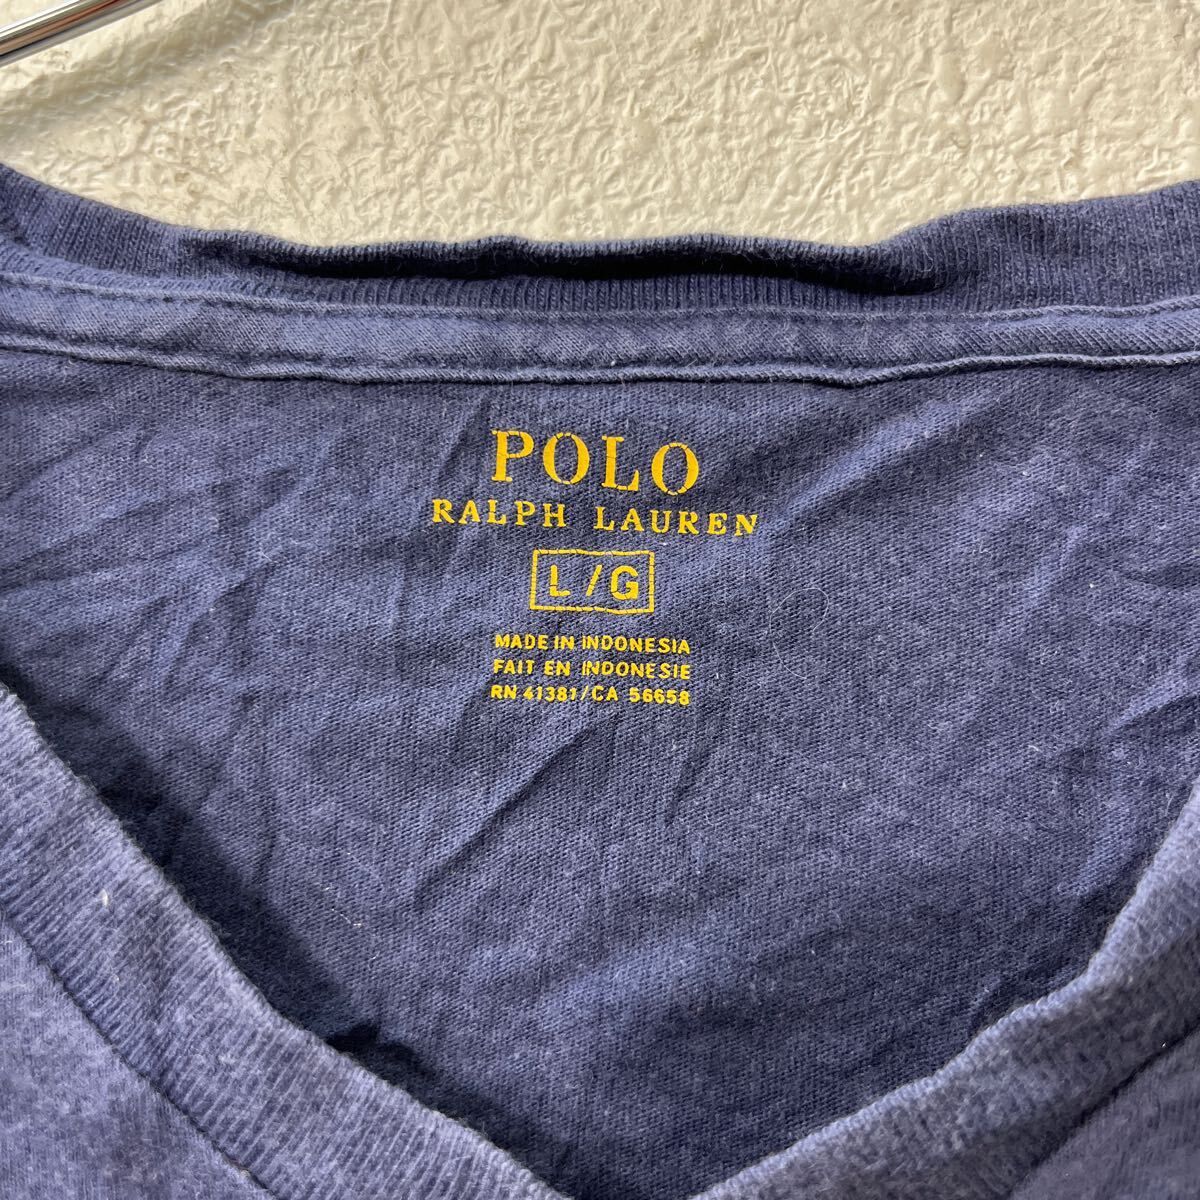 POLO
RALPH LAUREN
L/G
MADE IN INDONESIA
FAIT EN INDONESIE
RN 41381/CA 56658